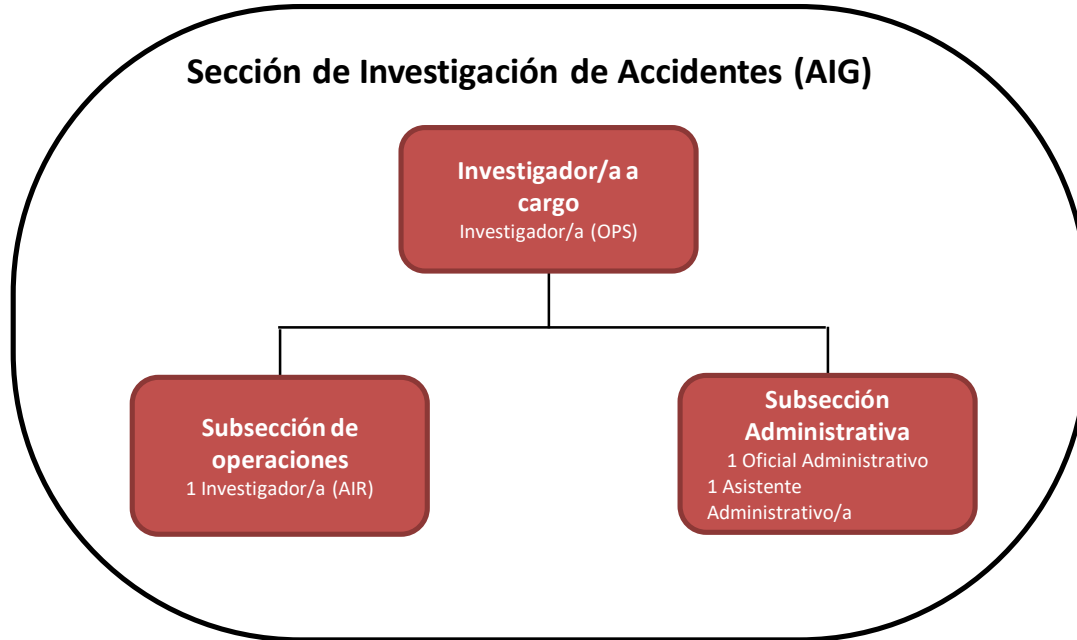 Sección de Investigación de Accidentes (AIG)
Investigador/a a
cargo
Investigador/a (OPS)
Subsección de
operaciones
1 Investigador/a (AIR)
Subsección
Administrativa
1 Oficial Administrativo
1 Asistente
Administrativo/a